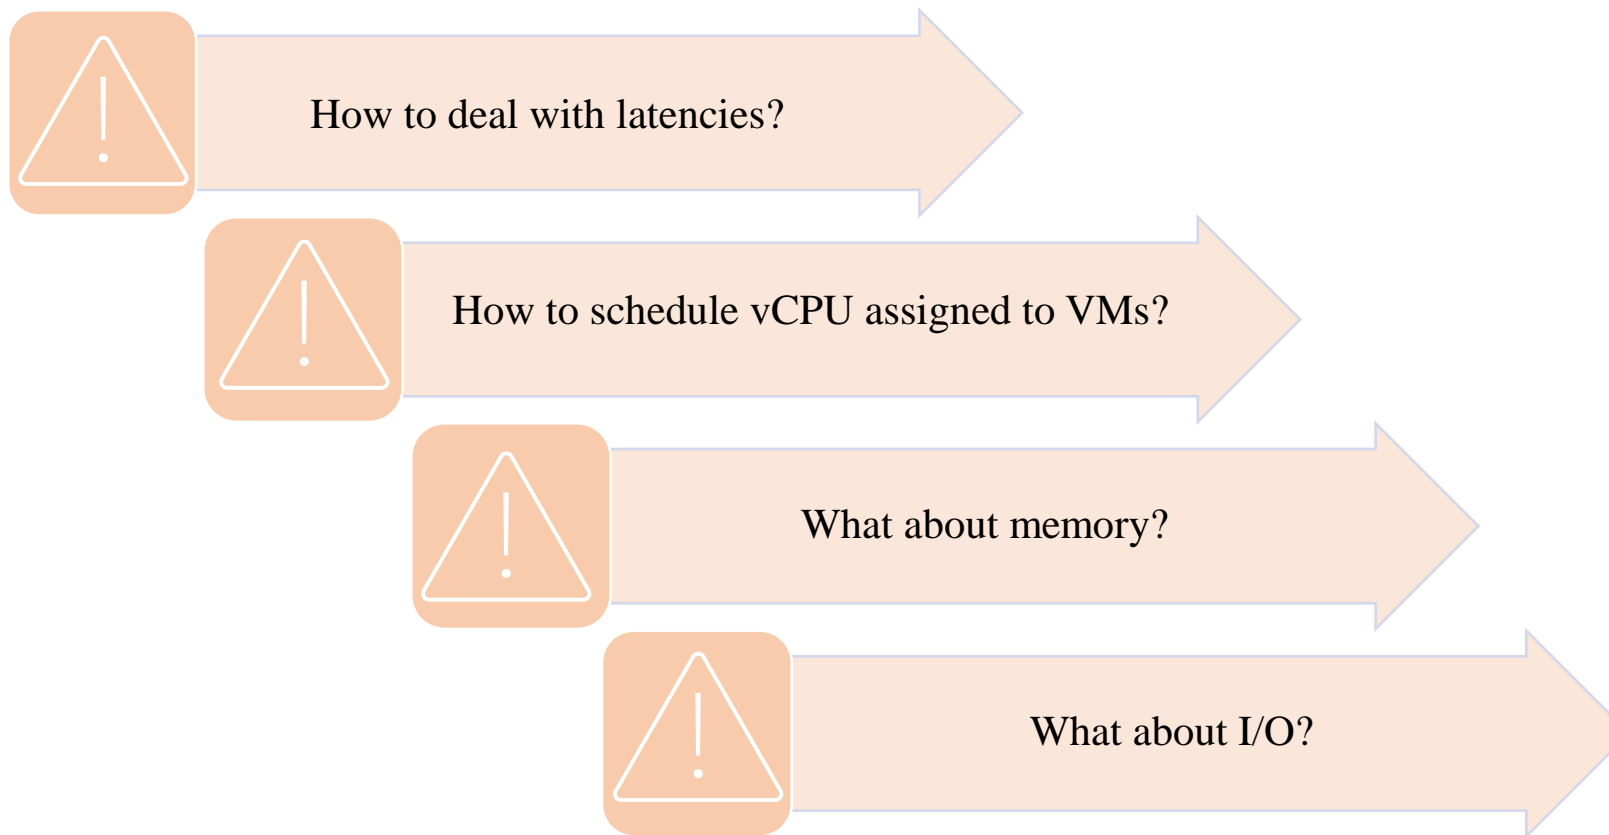 How to deal with latencies?
How to schedule vCPU assigned to VMs?
What about memory?
What about I/O?